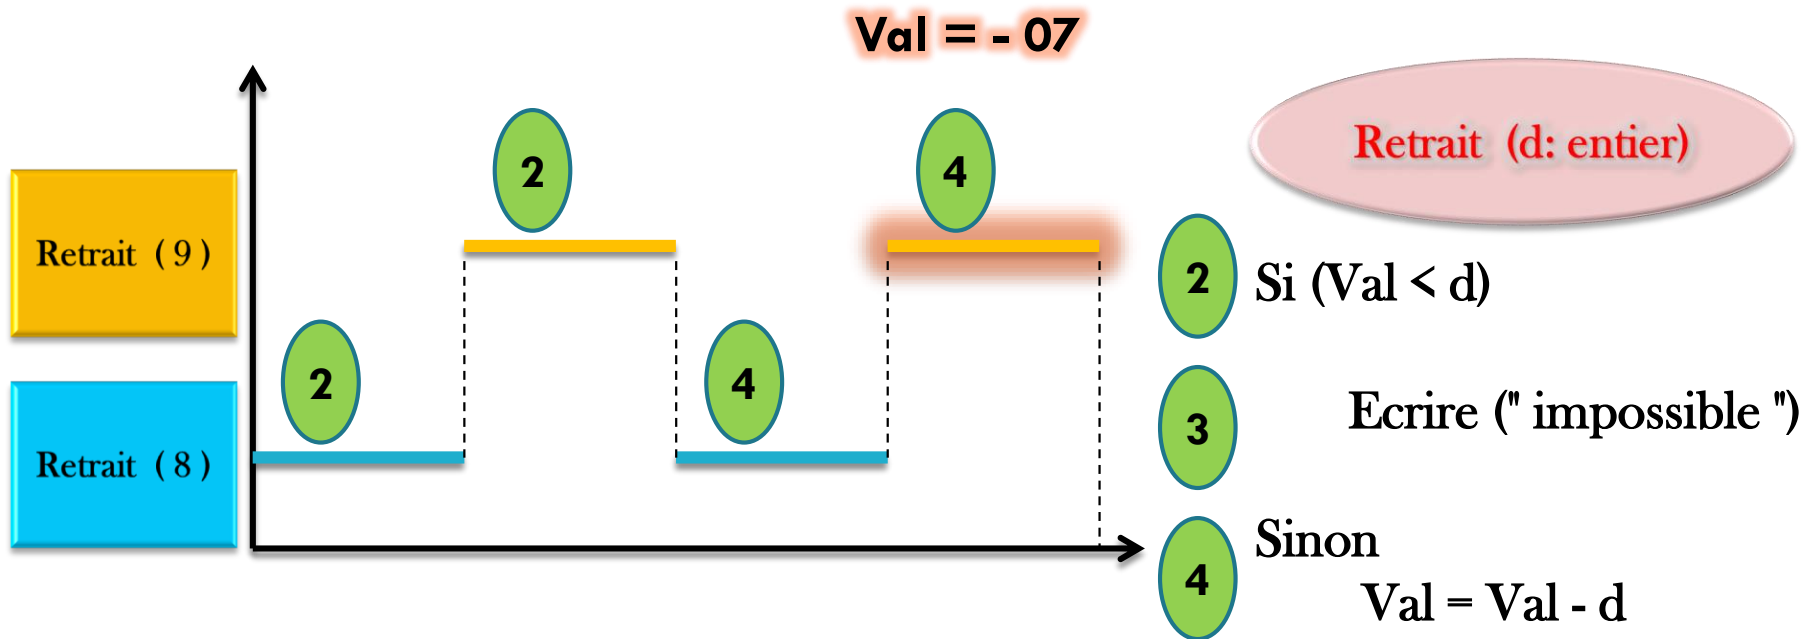 Val = - 07
Retrait (d: entier)
2
4
Retrait ( 9 )
2
Si (Val < d)
2
4
3
Ecrire (" impossible ")
Retrait ( 8 )
Sinon
4
Val = Val - d